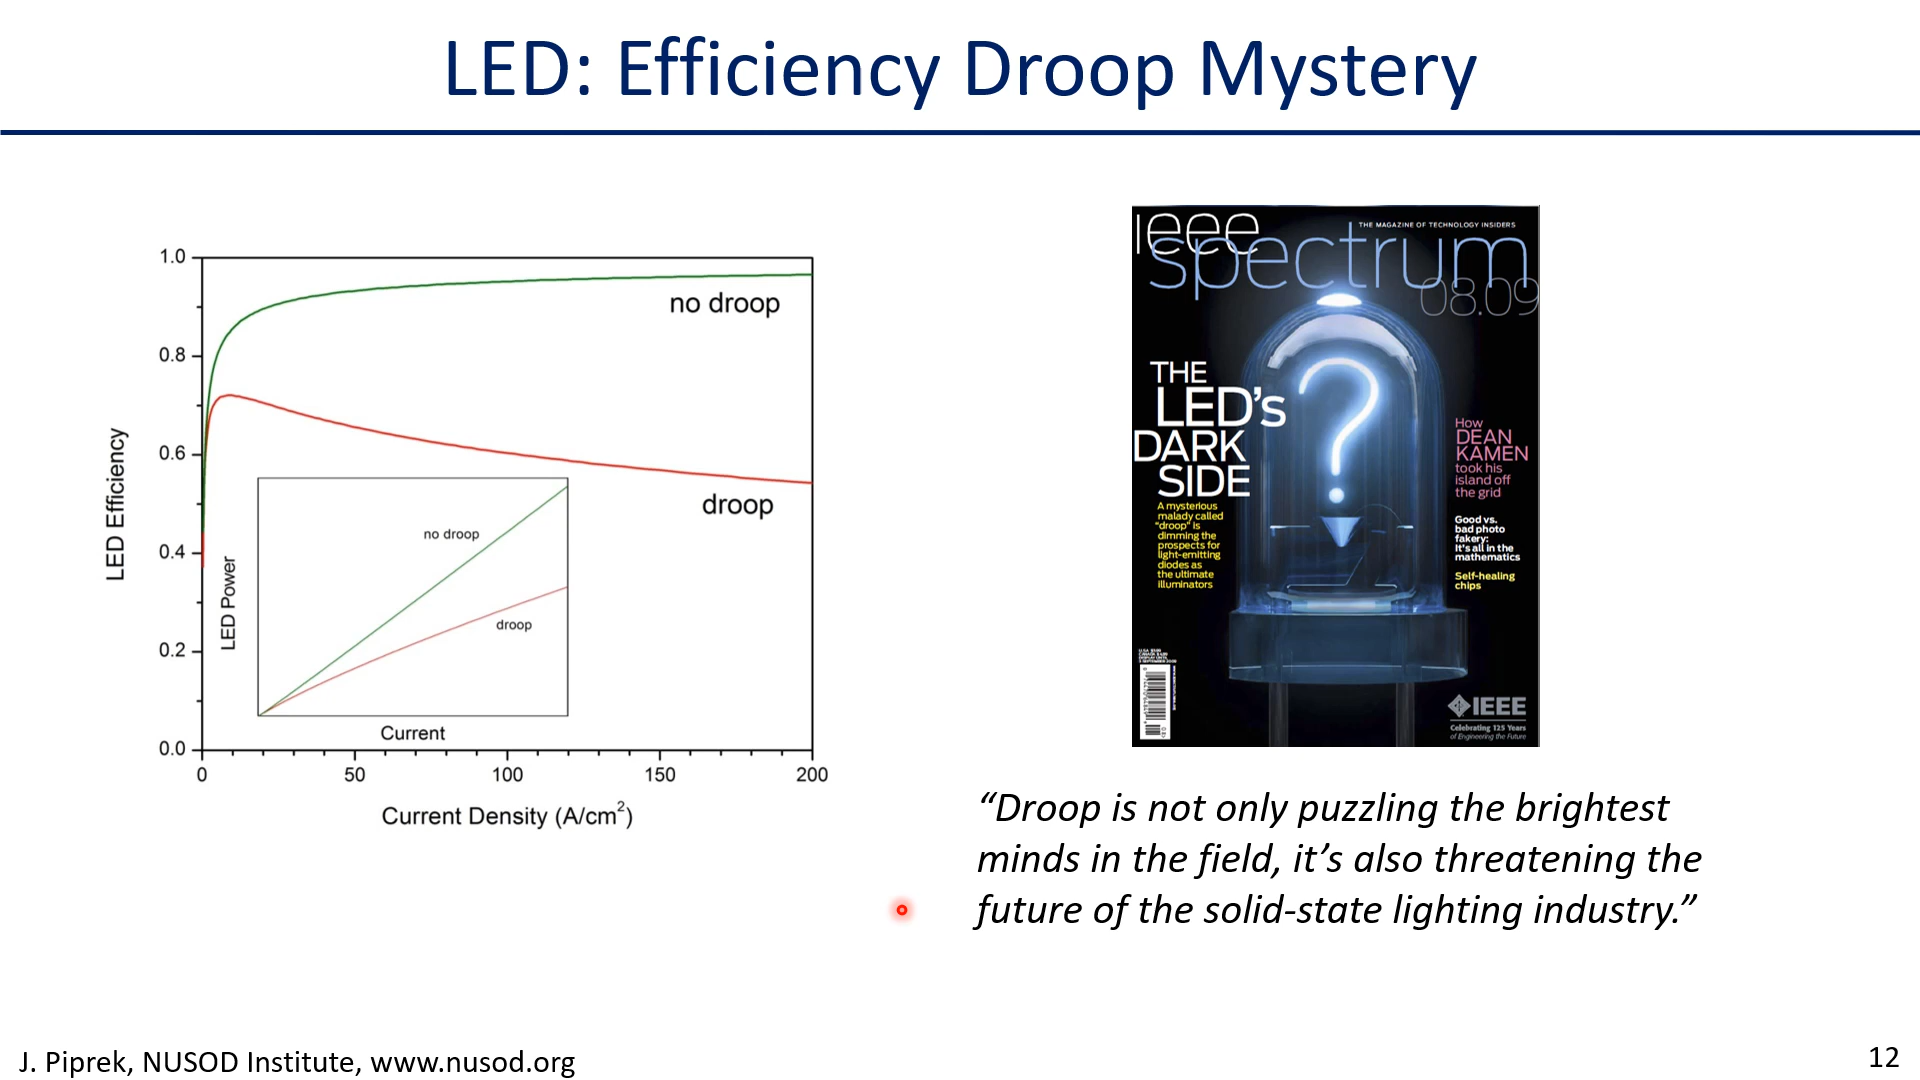 LED: Efficiency Droop Mystery
1.0
0.8
0.6
0.4
0.2
0.0
LED Efficiency
no droop
droop
no droop
droop
LED Power
Current
0
50
100
150
200
Current Density (A/cm²)
ieee
THE MAGAZINE OF TECHNOLOGY INSIDERS
spectrum
08.09
THE
LED's
DARK
SIDE
A mysterious
malady called
"droop" is
dimming the
prospects for
light-emitting
diodes as
the ultimate
illuminators
How
DEAN
KAMEN
took his
island off
the grid
Good vs.
bad photo
fakery:
It's all in the
mathematics
Self-healing
chips
IEEE
Celebrating 125 Years
of Engineering the Future
“Droop is not only puzzling the brightest
minds in the field, it’s also threatening the
future of the solid-state lighting industry.”
J. Piprek, NUSOD Institute, www.nusod.org
12